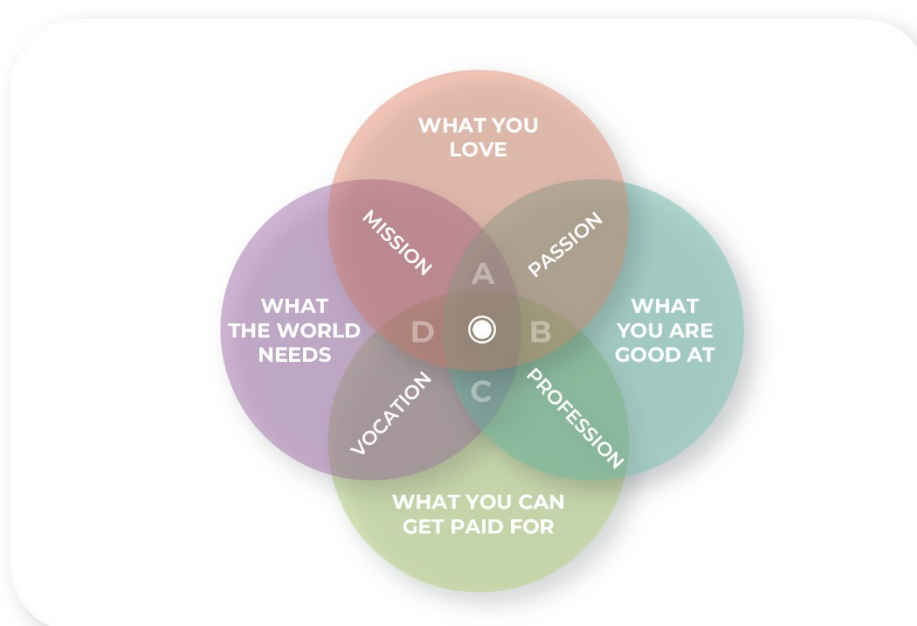 WHAT YOU
LOVE
MISSION
PASSION
A
WHAT
THE WORLD
NEEDS
D
B
WHAT
YOU ARE
GOOD AT
C
VOCATION
PROFESSION
WHAT YOU CAN
GET PAID FOR